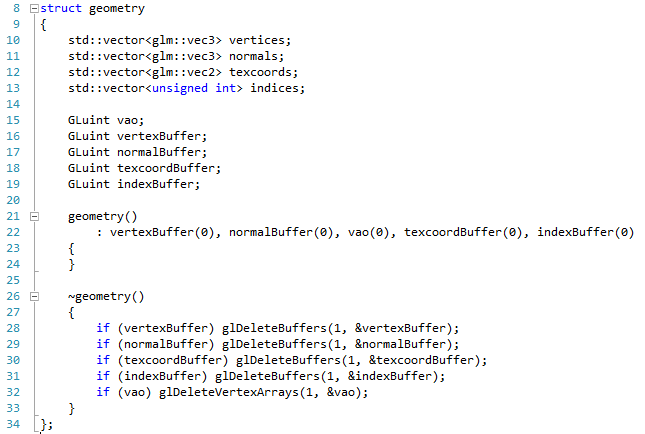 8 struct geometry
9 {
10 std::vector<glm::vec3> vertices;
11 std::vector<glm::vec3> normals;
12 std::vector<glm::vec2> texcoords;
13 std::vector<unsigned int> indices;
14
15 GLuint vao;
16 GLuint vertexBuffer;
17 GLuint normalBuffer;
18 GLuint texcoordBuffer;
19 GLuint indexBuffer;
20
21 geometry()
22 : vertexBuffer(0), normalBuffer(0), vao(0), texcoordBuffer(0), indexBuffer(0)
23 {
24 }
25
26 ~geometry()
27 {
28 if (vertexBuffer) glDeleteBuffers(1, &vertexBuffer);
29 if (normalBuffer) glDeleteBuffers(1, &normalBuffer);
30 if (texcoordBuffer) glDeleteBuffers(1, &texcoordBuffer);
31 if (indexBuffer) glDeleteBuffers(1, &indexBuffer);
32 if (vao) glDeleteVertexArrays(1, &vao);
33 }
34 };